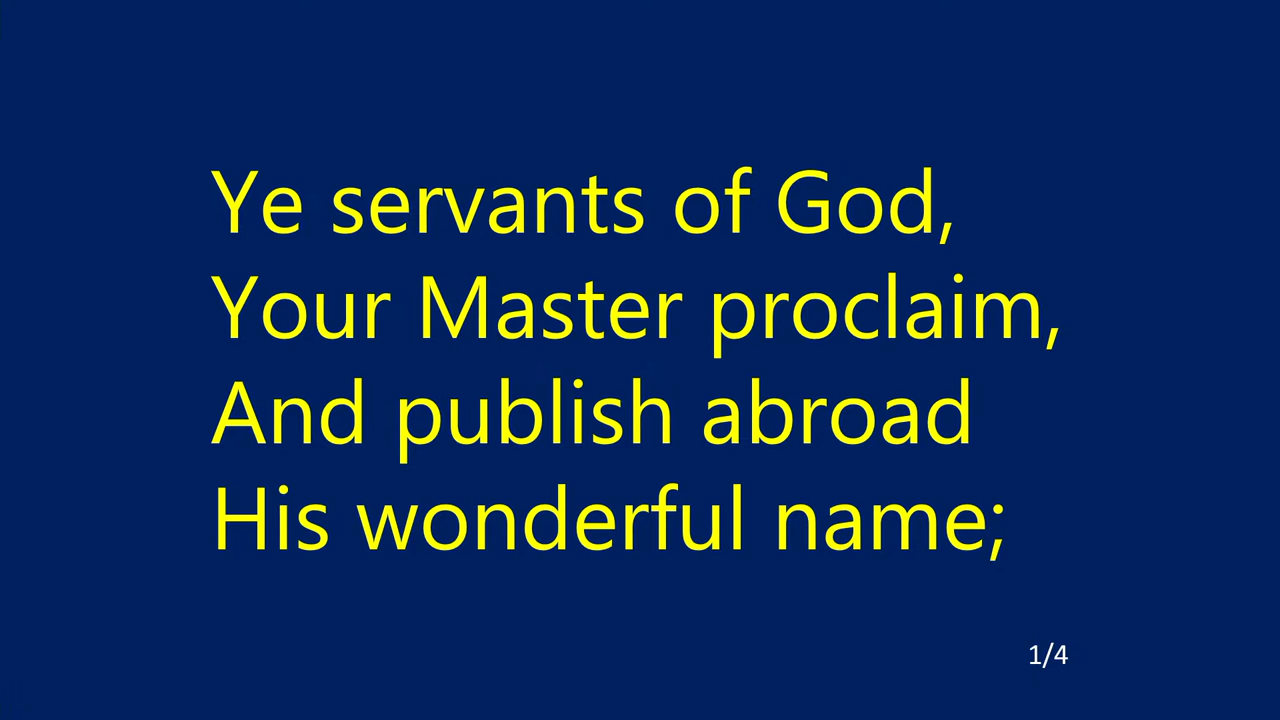 Ye servants of God,
Your Master proclaim,
And publish abroad
His wonderful name;
1/4